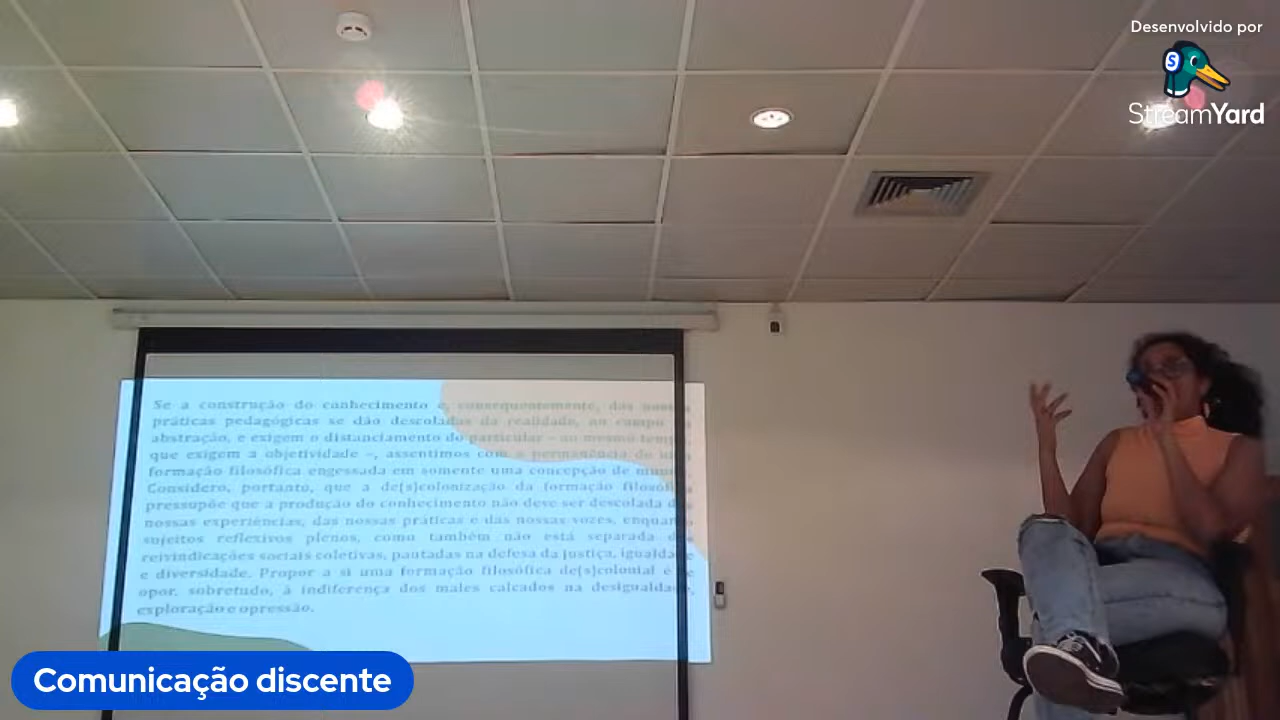 Desenvolvido por
StreamYard
Se a construção do conhecimento e, consequentemente, das nossas
práticas pedagógicas se dão descoladas da realidade, no campo
abstração, e exigem o distanciamento do particular – ao mesmo tempo
que exigem a objetividade –, assentimos com a permanência de uma
formação filosófica engessada em somente uma concepção de mundo.
Considero, portanto, que a de(s)colonização da formação filosófica
pressupõe que a produção do conhecimento não deve ser descolada das
nossas experiências, das nossas práticas e das nossas vozes, enquanto
sujeitos reflexivos plenos, como também não está separada
reivindicações sociais coletivas, pautadas na defesa da justiça, igualdade
e diversidade. Propor a si uma formação filosófica de(s)colonial é se
opor, sobretudo, à indiferença dos males calcados na desigualdade,
exploração e opressão.
Comunicação discente